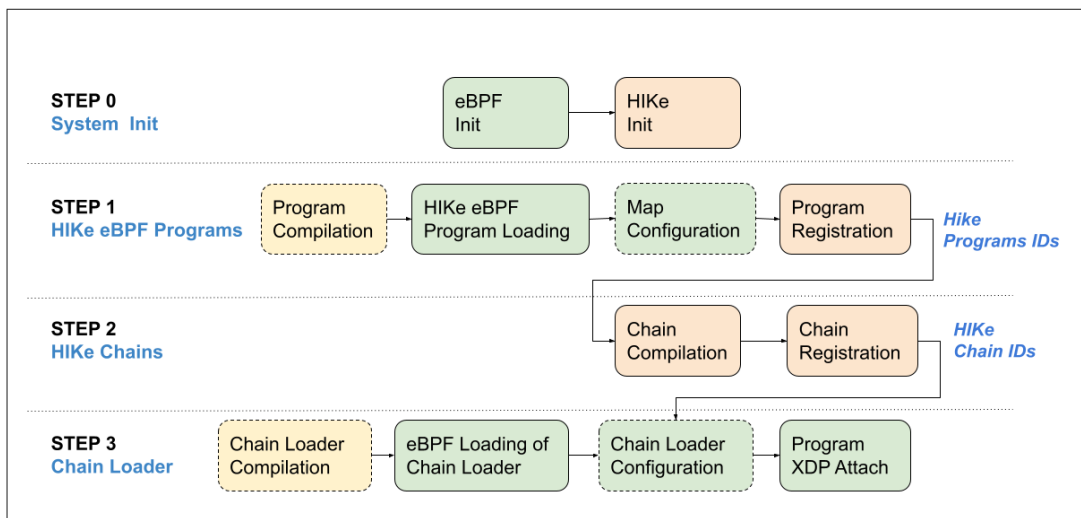 STEP 0
System Init
eBPF
Init
HIKe
Init
STEP 1
HIKe eBPF Programs
Program
Compilation
HIKe eBPF
Program Loading
Map
Configuration
Program
Registration
Hike
Programs IDs
STEP 2
HIKe Chains
Chain
Compilation
Chain
Registration
HIKe
Chain IDs
STEP 3
Chain Loader
Chain Loader
Compilation
eBPF Loading of
Chain Loader
Chain Loader
Configuration
Program
XDP Attach